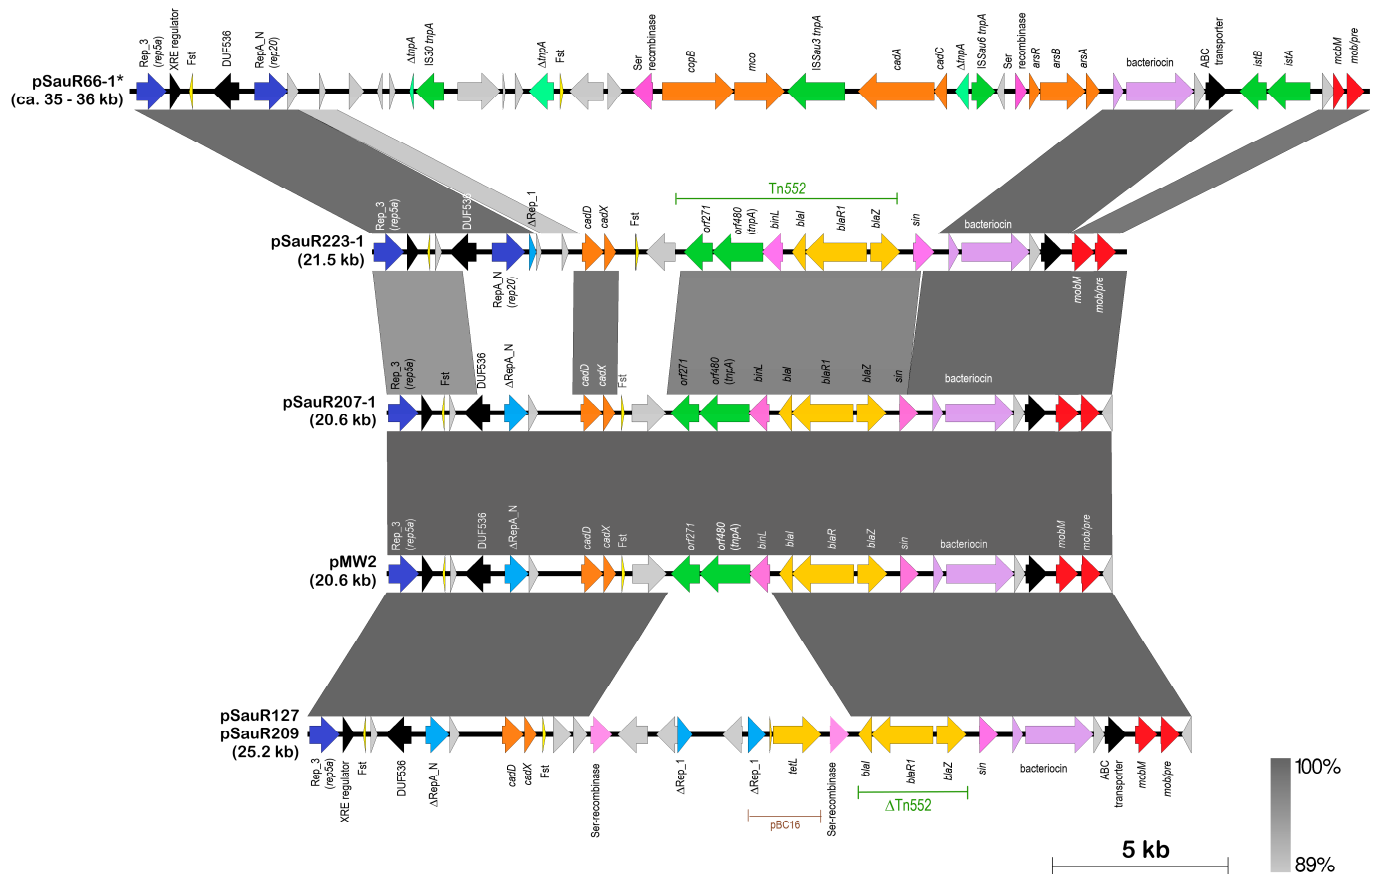 Rep_3
(rep5a)
XRE regulator
Fst
DUF536
RepA_N
(rep20)
ΔtnpA
IS30 tnpA
ΔtnpA
Fst
Ser
recombinase
copB
mco
ISSau3 tnpA
cadA
cadC
ΔtnpA
ISSau6 tnpA
Ser
recombinase
arsR
arsB
arsA
bacteriocin
ABC
transporter
istB
istA
mcbM
mob/pre
pSauR66-1*
(ca. 35 - 36 kb)
Tn552
Rep_3
(rep5a)
DUF536
ΔRep_1
cadD
cadX
Fst
orf271
orf480
(tnpA)
binL
blaI
blaR1
blaZ
sin
bacteriocin
pSauR223-1
(21.5 kb)
RepA_N
(rep20)
mobM
mob/pre
Rep_3
(rep5a)
Fst
DUF536
ΔRepA_N
cadD
cadX
Fst
orf271
orf480
(tnpA)
binL
blaI
blaR1
blaZ
sin
bacteriocin
pSauR207-1
(20.6 kb)
Rep_3
(rep5a)
Fst
DUF536
ΔRepA_N
cadD
cadX
Fst
orf271
orf480
(tnpA)
binL
blaI
blaR
blaZ
sin
bacteriocin
mobM
mob/pre
pMW2
(20.6 kb)
pSauR127
pSauR209
(25.2 kb)
Rep_3
(rep5a)
XRE regulator
Fst
DUF536
ΔRepA_N
cadD
cadX
Fst
Ser-recombinase
ΔRep_1
ΔRep_1
tetL
Ser-recombinase
blaI
blaR1
blaZ
sin
bacteriocin
ABC
transporter
mcbM
mob/pre
pBC16
ΔTn552
100%
89%
5 kb